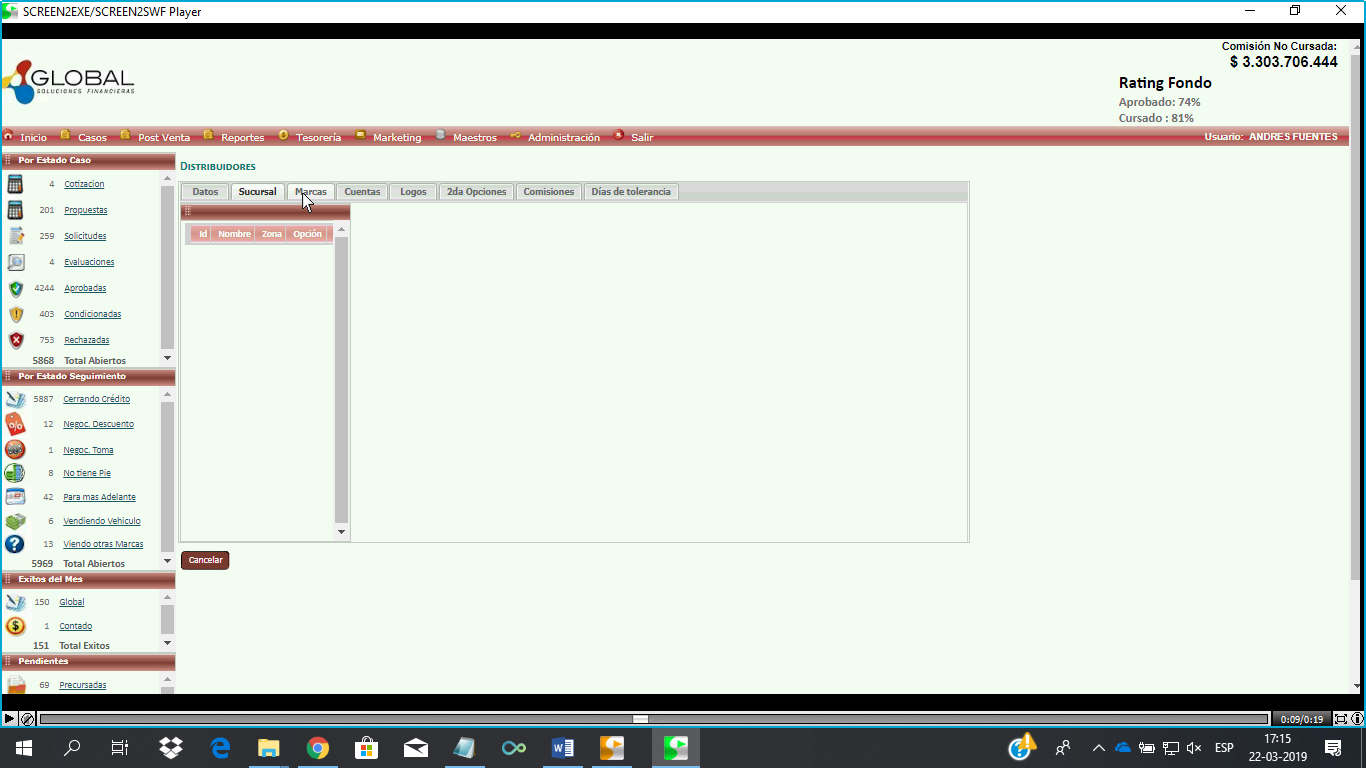 SCREEN2EXE/SCREEN2SWF Player
Comisión No Cursada:
$ 3.303.706.444
GLOBAL
SOLUCIONES FINANCIERAS
Rating Fondo
Aprobado: 74%
Cursado : 81%
Inicio Casos Post Venta Reportes Tesorería Marketing Maestros Administración Salir Usuario: ANDRES FUENTES
Por Estado Caso
4 Cotizacion
201 Propuestas
259 Solicitudes
4 Evaluaciones
4244 Aprobadas
403 Condicionadas
753 Rechazadas
5868 Total Abiertos
Por Estado Seguimiento
5887 Cerrando Crédito
12 Negoc. Descuento
1 Negoc. Toma
8 No tiene Pie
42 Para mas Adelante
6 Vendiendo Vehiculo
13 Viendo otras Marcas
5969 Total Abiertos
Exitos del Mes
150 Global
1 Contado
151 Total Exitos
Pendientes
69 Precursadas
DISTRIBUIDORES
Datos Sucursal Marcas Cuentas Logos 2da Opciones Comisiones Días de tolerancia
Id Nombre Zona Opción
Cancelar
0:09/0:19
ESP
17:15
22-03-2019